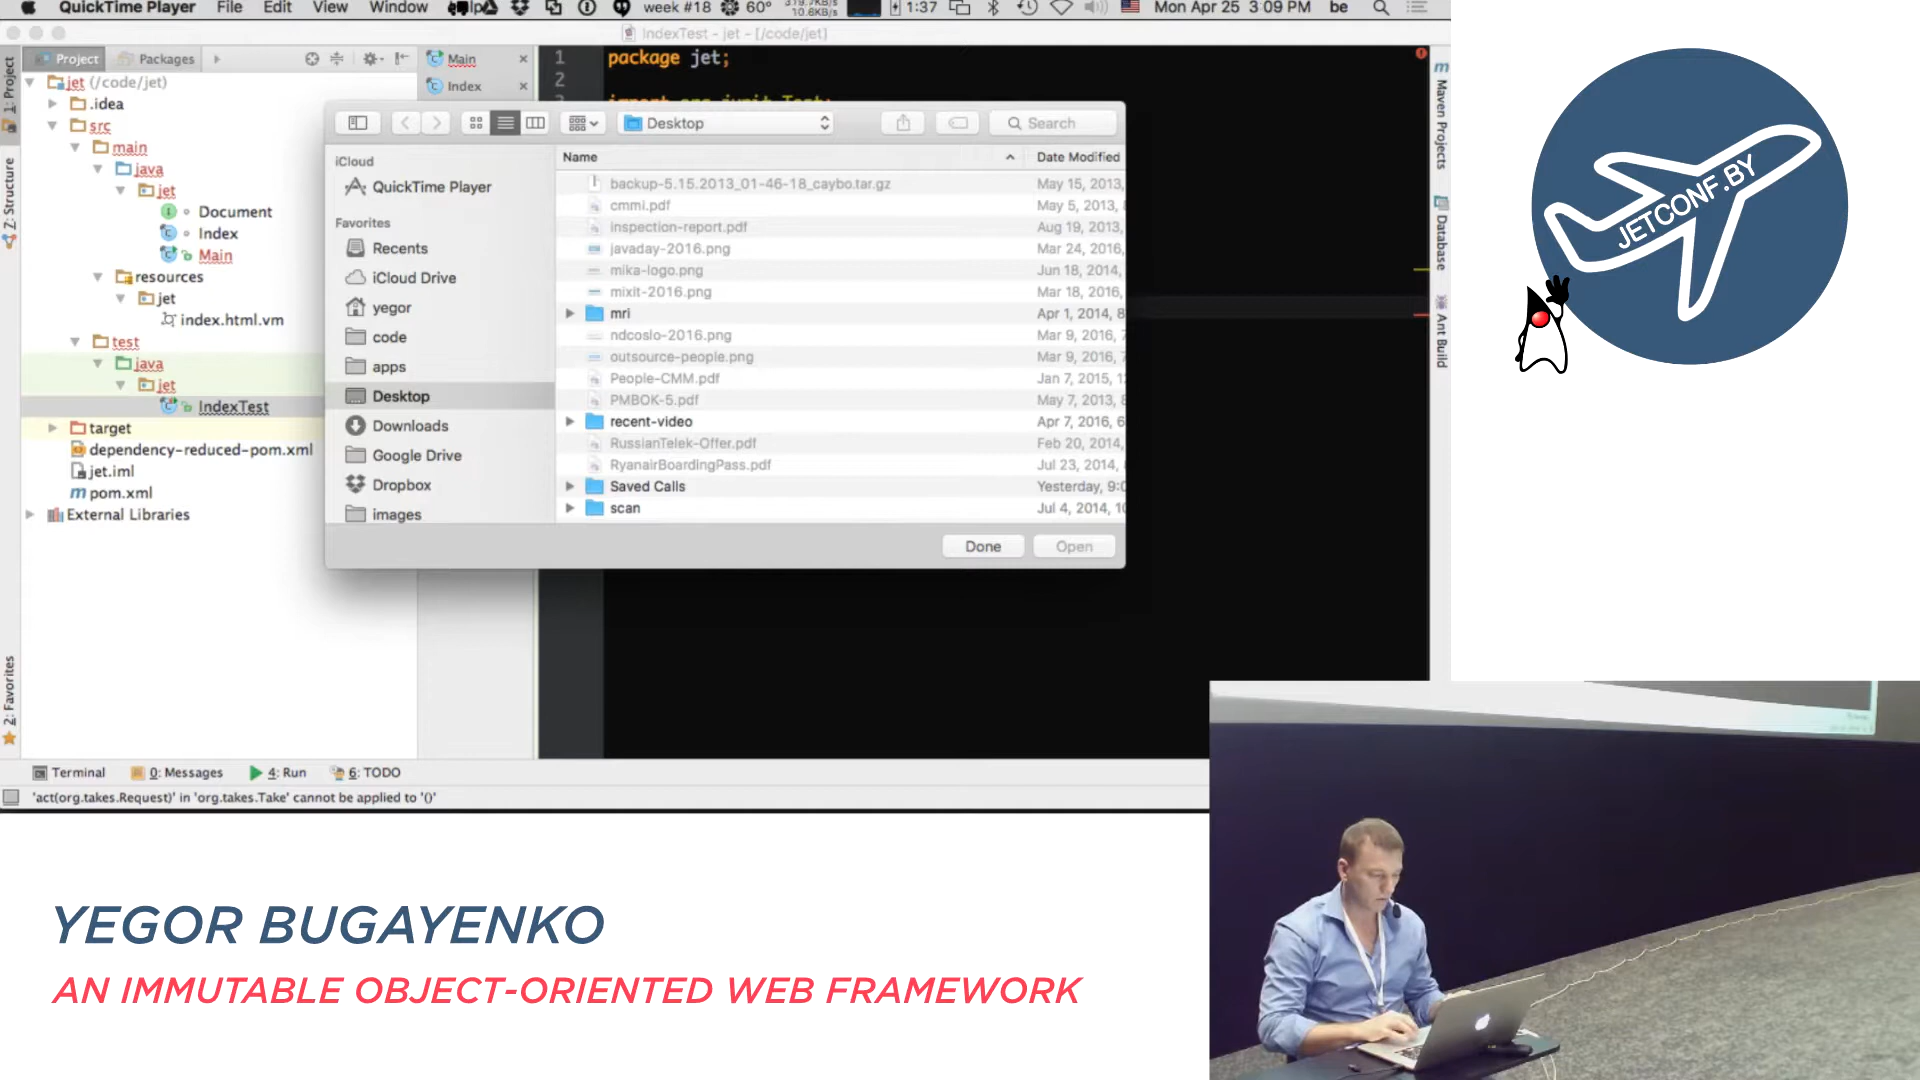 QuickTime Player File Edit View Window week #18 60° 10.6KB/s 1:37 Mon Apr 25 3:09 PM be
IndexTest - jet - [/code/jet]
Project Packages
Main
Index
1: Project
Z: Structure
2: Favorites
jet (/code/jet)
.idea
src
main
java
jet
Document
Index
Main
resources
jet
index.html.vm
test
java
jet
IndexTest
target
dependency-reduced-pom.xml
jet.iml
pom.xml
External Libraries
1 package jet;
2
Desktop
Search
iCloud
QuickTime Player
Favorites
Recents
iCloud Drive
yegor
code
apps
Desktop
Downloads
Google Drive
Dropbox
images
Name Date Modified
backup-5.15.2013_01-46-18_caybo.tar.gz May 15, 2013,
cmmi.pdf May 5, 2013,
inspection-report.pdf Aug 19, 2013,
javaday-2016.png Mar 24, 2016,
mika-logo.png Jun 18, 2014,
mixit-2016.png Mar 18, 2016,
mri Apr 1, 2014, 8
ndcoslo-2016.png Mar 9, 2016,
outsource-people.png Mar 9, 2016,
People-CMM.pdf Jan 7, 2015, 1
PMBOK-5.pdf May 7, 2013,
recent-video Apr 7, 2016, 6
RussianTelek-Offer.pdf Feb 20, 2014,
RyanairBoardingPass.pdf Jul 23, 2014,
Saved Calls Yesterday, 9:0
scan Jul 4, 2014, 10
Done Open
Maven Projects
Database
Ant Build
Terminal 0: Messages 4: Run 6: TODO
'act(org.takes.Request)' in 'org.takes.Take' cannot be applied to '()'
JETCONF.BY
YEGOR BUGAYENKO
AN IMMUTABLE OBJECT-ORIENTED WEB FRAMEWORK